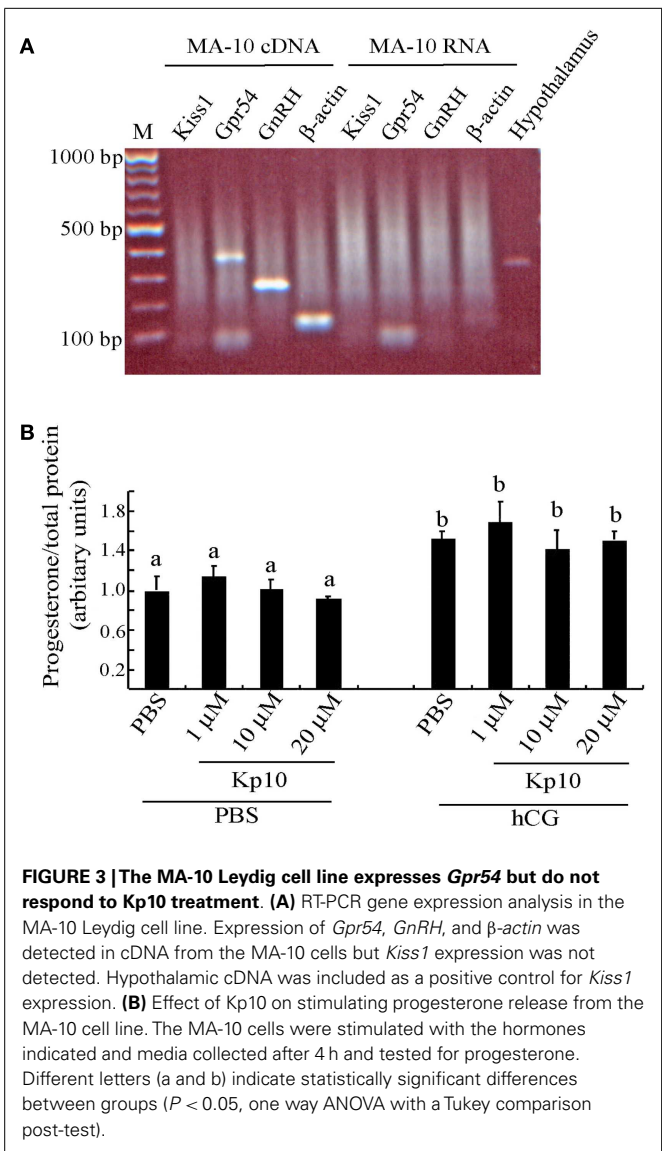 A
MA-10 cDNA
MA-10 RNA
Kiss1
Gpr54
GnRH
β-actin
Kiss1
Gpr54
GnRH
β-actin
Hypothalamus
M
1000 bp
500 bp
100 bp
B
Progesterone/total protein
(arbitary units)
1.8
1.4
1.0
0.6
0.2
a
a
a
a
b
b
b
b
PBS
1 μM
10 μM
20 μM
PBS
1 μM
10 μM
20 μM
Kp10
Kp10
PBS
hCG
FIGURE 3 | The MA-10 Leydig cell line expresses Gpr54 but do not
respond to Kp10 treatment. (A) RT-PCR gene expression analysis in the
MA-10 Leydig cell line. Expression of Gpr54, GnRH, and β-actin was
detected in cDNA from the MA-10 cells but Kiss1 expression was not
detected. Hypothalamic cDNA was included as a positive control for Kiss1
expression. (B) Effect of Kp10 on stimulating progesterone release from the
MA-10 cell line. The MA-10 cells were stimulated with the hormones
indicated and media collected after 4 h and tested for progesterone.
Different letters (a and b) indicate statistically significant differences
between groups (P < 0.05, one way ANOVA with a Tukey comparison
post-test).